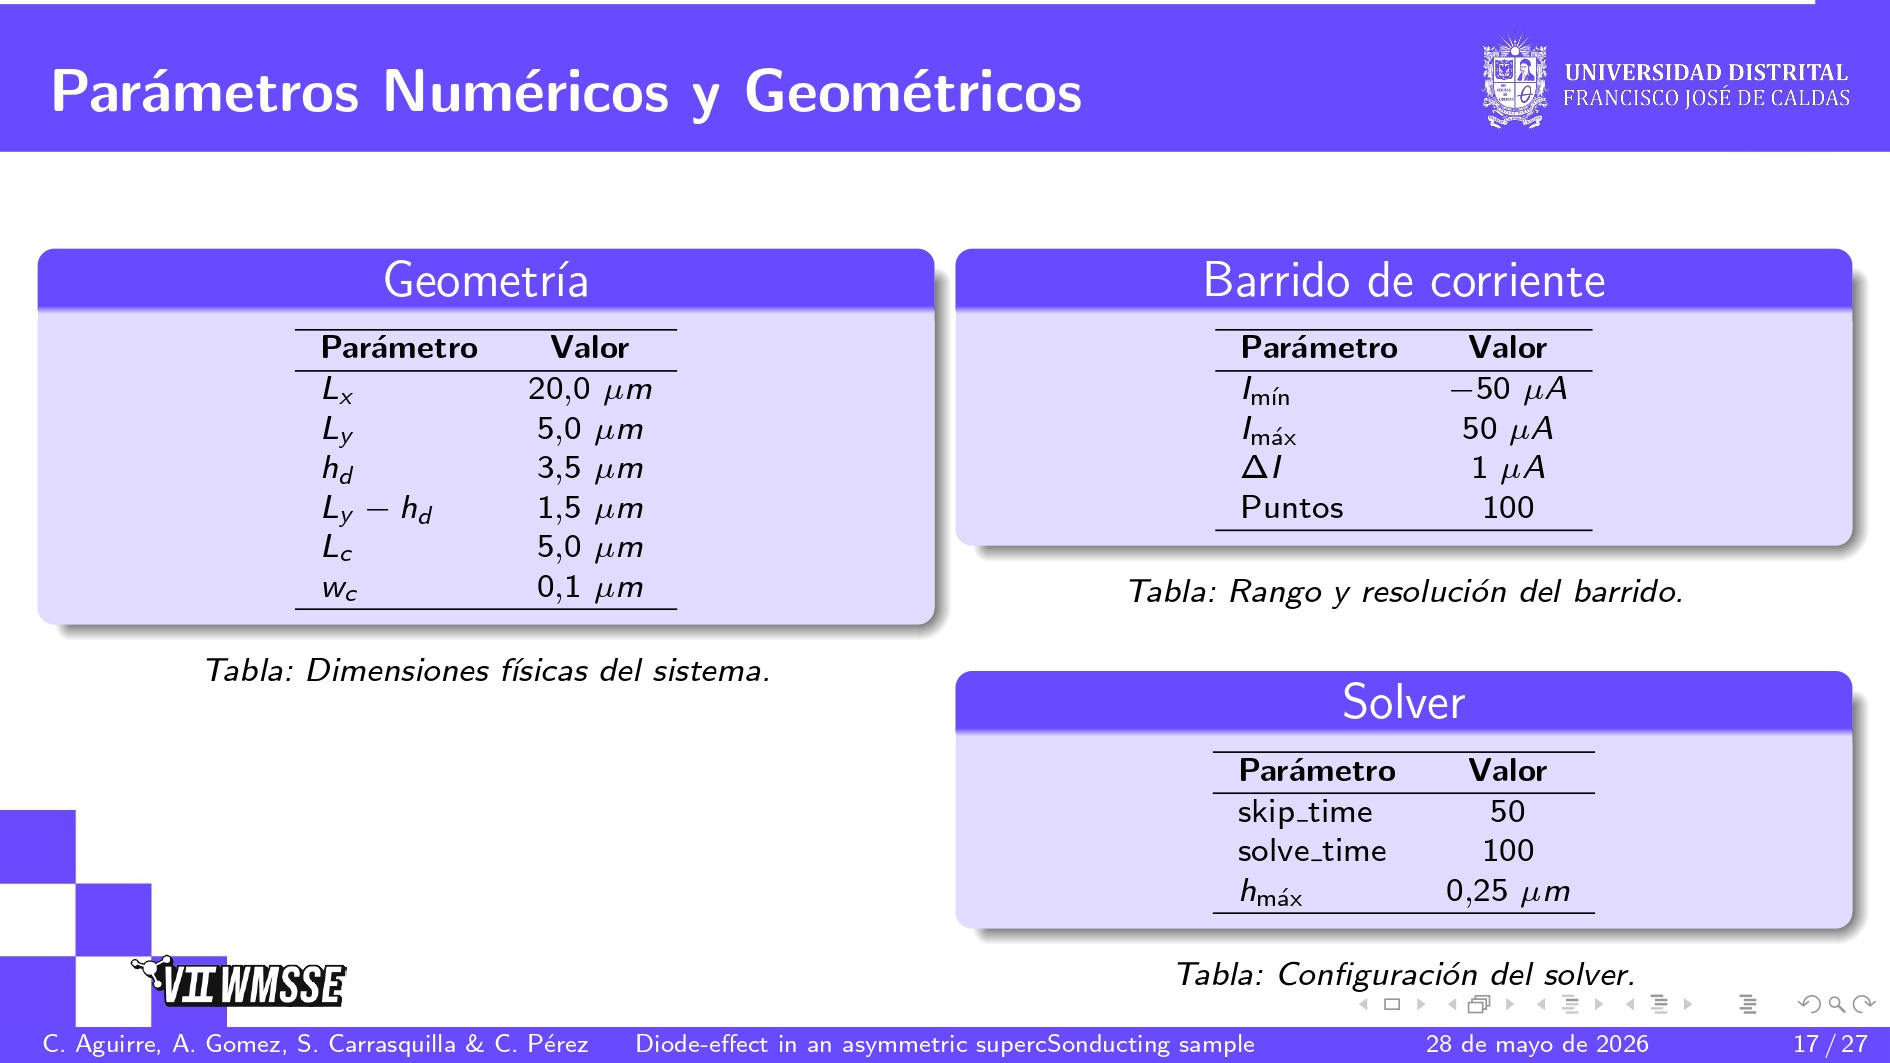 Parámetros Numéricos y Geométricos
UNIVERSIDAD DISTRITAL
FRANCISCO JOSÉ DE CALDAS
Geometría
Parámetro Valor
Lx 20,0 μm
Ly 5,0 μm
hd 3,5 μm
Ly − hd 1,5 μm
Lc 5,0 μm
wc 0,1 μm
Tabla: Dimensiones físicas del sistema.
Barrido de corriente
Parámetro Valor
Imín −50 μA
Imáx 50 μA
ΔI 1 μA
Puntos 100
Tabla: Rango y resolución del barrido.
Solver
Parámetro Valor
skip_time 50
solve_time 100
hmáx 0,25 μm
Tabla: Configuración del solver.
VII WMSSE
C. Aguirre, A. Gomez, S. Carrasquilla & C. Pérez Diode-effect in an asymmetric supercSonducting sample 28 de mayo de 2026 17 / 27